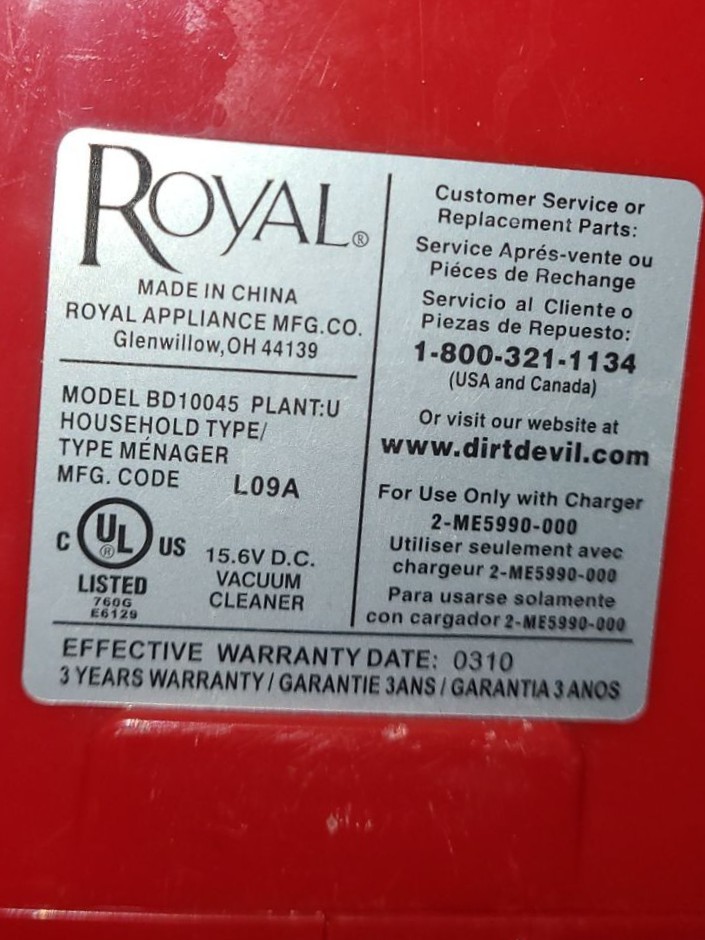 ROYAL®
MADE IN CHINA
ROYAL APPLIANCE MFG.CO.
Glenwillow,OH 44139
MODEL BD10045 PLANT:U
HOUSEHOLD TYPE/
TYPE MÉNAGER
MFG. CODE L09A
C UL® US
LISTED
760G
E6129
15.6V D.C.
VACUUM
CLEANER
Customer Service or
Replacement Parts:
Service Aprés-vente ou
Piéces de Rechange
Servicio al Cliente o
Piezas de Repuesto:
1-800-321-1134
(USA and Canada)
Or visit our website at
www.dirtdevil.com
For Use Only with Charger
2-ME5990-000
Utiliser seulement avec
chargeur 2-ME5990-000
Para usarse solamente
con cargador 2-ME5990-000
EFFECTIVE WARRANTY DATE: 0310
3 YEARS WARRANTY / GARANTIE 3ANS / GARANTIA 3 ANOS